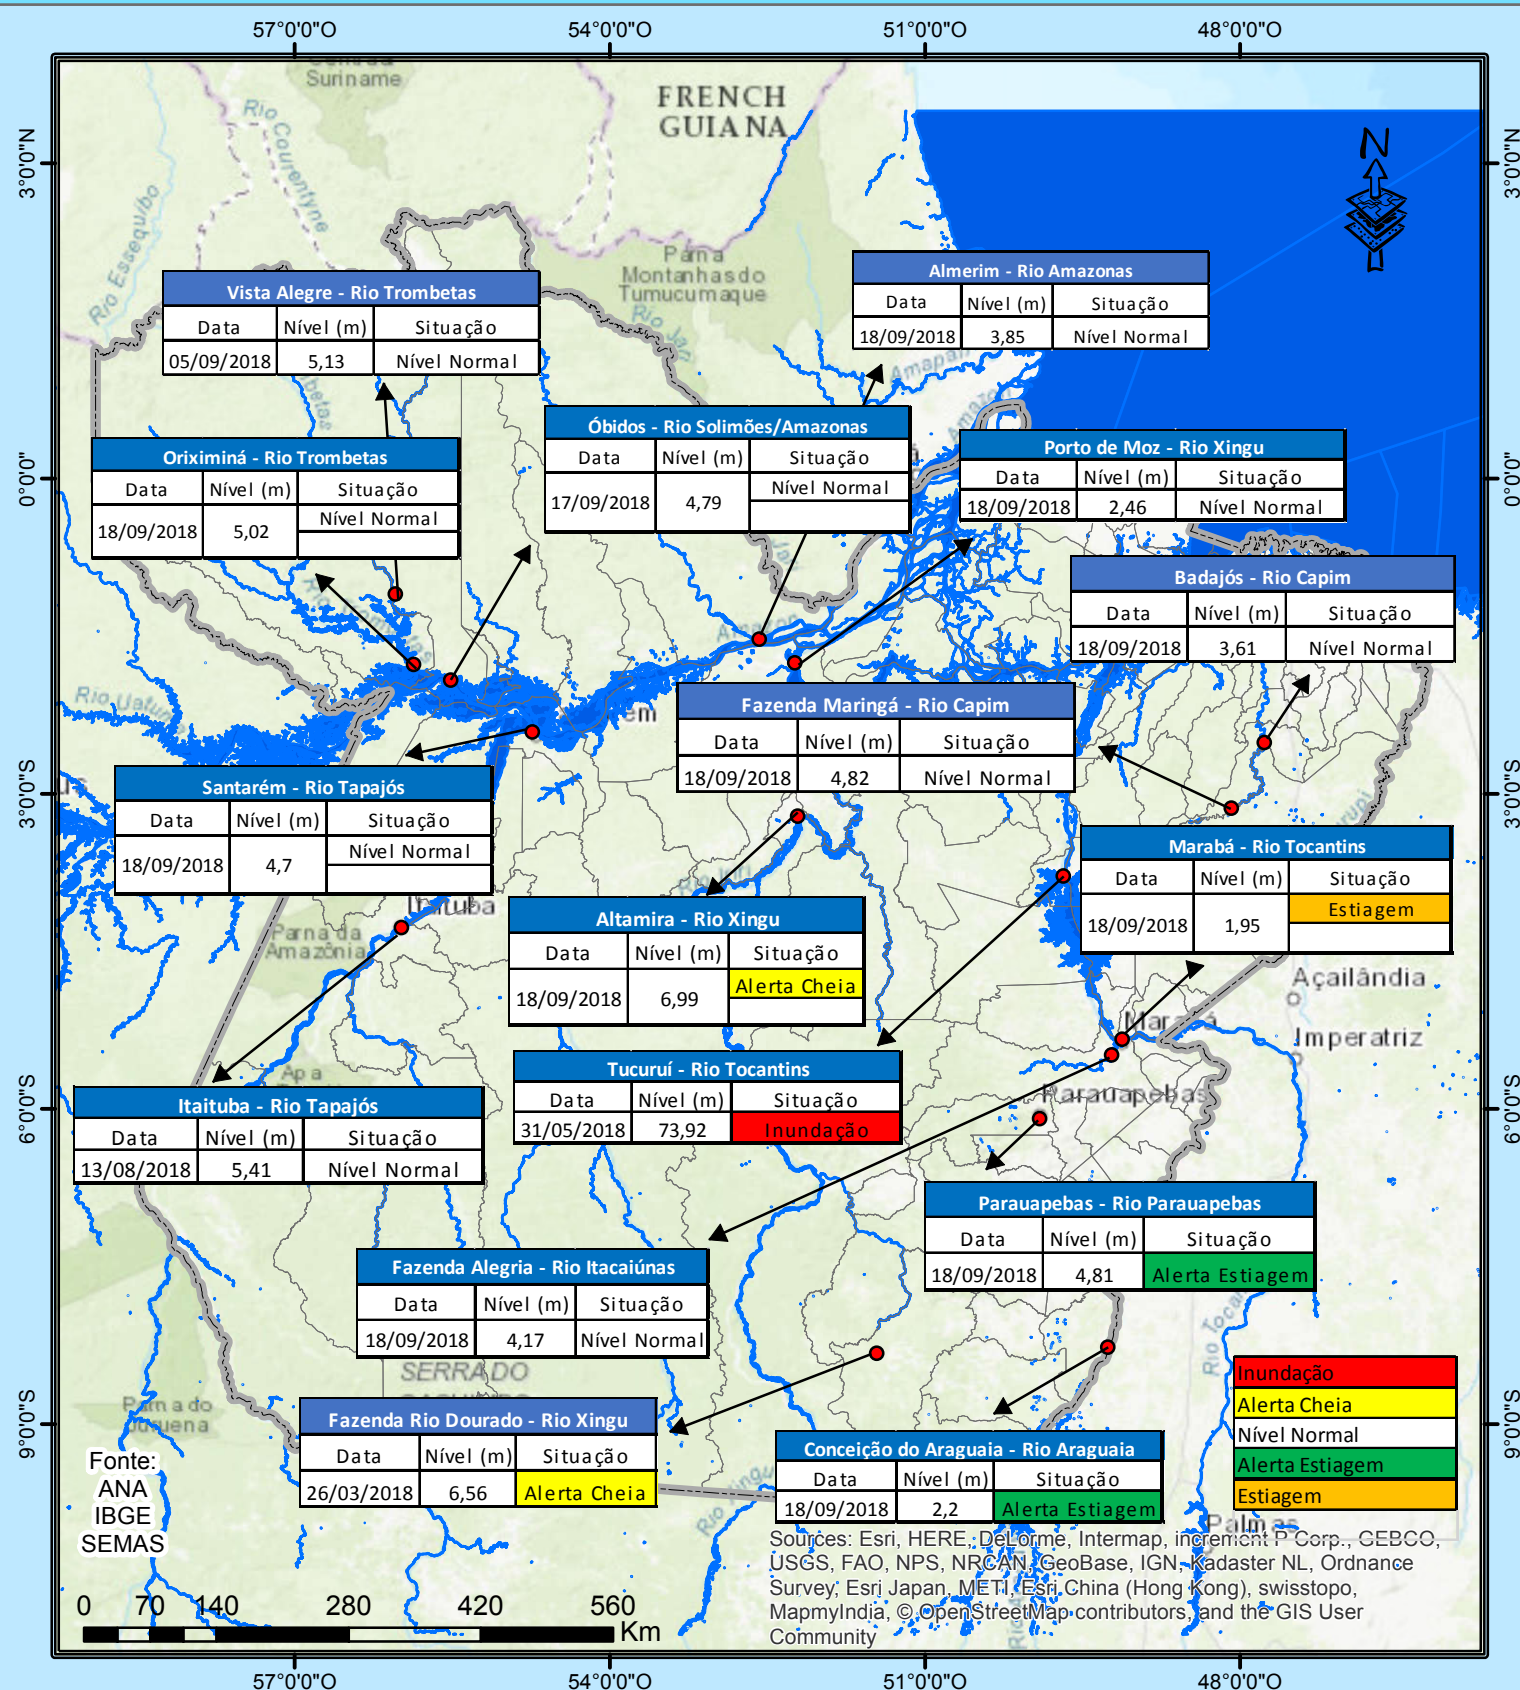 57°0'0"O 54°0'0"O 51°0'0"O 48°0'0"O
Suriname
FRENCH
GUIANA
3°0'0"N
3°0'0"N
Rio Courentyne
Rio Essequibo
N
Parna
Montanhas do
Tumucumaque
Rio Jari
Almerim - Rio Amazonas
Data Nível (m) Situação
18/09/2018 3,85 Nível Normal
Vista Alegre - Rio Trombetas
Data Nível (m) Situação
05/09/2018 5,13 Nível Normal
Óbidos - Rio Solimões/Amazonas
Data Nível (m) Situação
17/09/2018 4,79 Nível Normal
Oriximiná - Rio Trombetas
Data Nível (m) Situação
18/09/2018 5,02 Nível Normal
Porto de Moz - Rio Xingu
Data Nível (m) Situação
18/09/2018 2,46 Nível Normal
0°0'0"
0°0'0"
Badajós - Rio Capim
Data Nível (m) Situação
18/09/2018 3,61 Nível Normal
Amazon
Fazenda Maringá - Rio Capim
Data Nível (m) Situação
18/09/2018 4,82 Nível Normal
Santarém - Rio Tapajós
Data Nível (m) Situação
18/09/2018 4,7 Nível Normal
3°0'0"S
3°0'0"S
Marabá - Rio Tocantins
Data Nível (m) Situação
18/09/2018 1,95 Estiagem
Itaituba
Parna da
Amazônia
Altamira - Rio Xingu
Data Nível (m) Situação
18/09/2018 6,99 Alerta Cheia
Açailândia
Marabá
Imperatriz
Tucuruí - Rio Tocantins
Data Nível (m) Situação
31/05/2018 73,92 Inundação
Parauapebas
Itaituba - Rio Tapajós
Data Nível (m) Situação
13/08/2018 5,41 Nível Normal
6°0'0"S
6°0'0"S
Parauapebas - Rio Parauapebas
Data Nível (m) Situação
18/09/2018 4,81 Alerta Estiagem
Fazenda Alegria - Rio Itacaiúnas
Data Nível (m) Situação
18/09/2018 4,17 Nível Normal
SERRA DO
Fazenda Rio Dourado - Rio Xingu
Data Nível (m) Situação
26/03/2018 6,56 Alerta Cheia
Conceição do Araguaia - Rio Araguaia
Data Nível (m) Situação
18/09/2018 2,2 Alerta Estiagem
Inundação
Alerta Cheia
Nível Normal
Alerta Estiagem
Estiagem
9°0'0"S
9°0'0"S
Palmas
Fonte:
ANA
IBGE
SEMAS
Sources: Esri, HERE, DeLorme, Intermap, increment P Corp., GEBCO,
USGS, FAO, NPS, NRCAN, GeoBase, IGN, Kadaster NL, Ordnance
Survey, Esri Japan, METI, Esri China (Hong Kong), swisstopo,
MapmyIndia, © OpenStreetMap contributors, and the GIS User
Community
0 70 140 280 420 560
Km
57°0'0"O 54°0'0"O 51°0'0"O 48°0'0"O